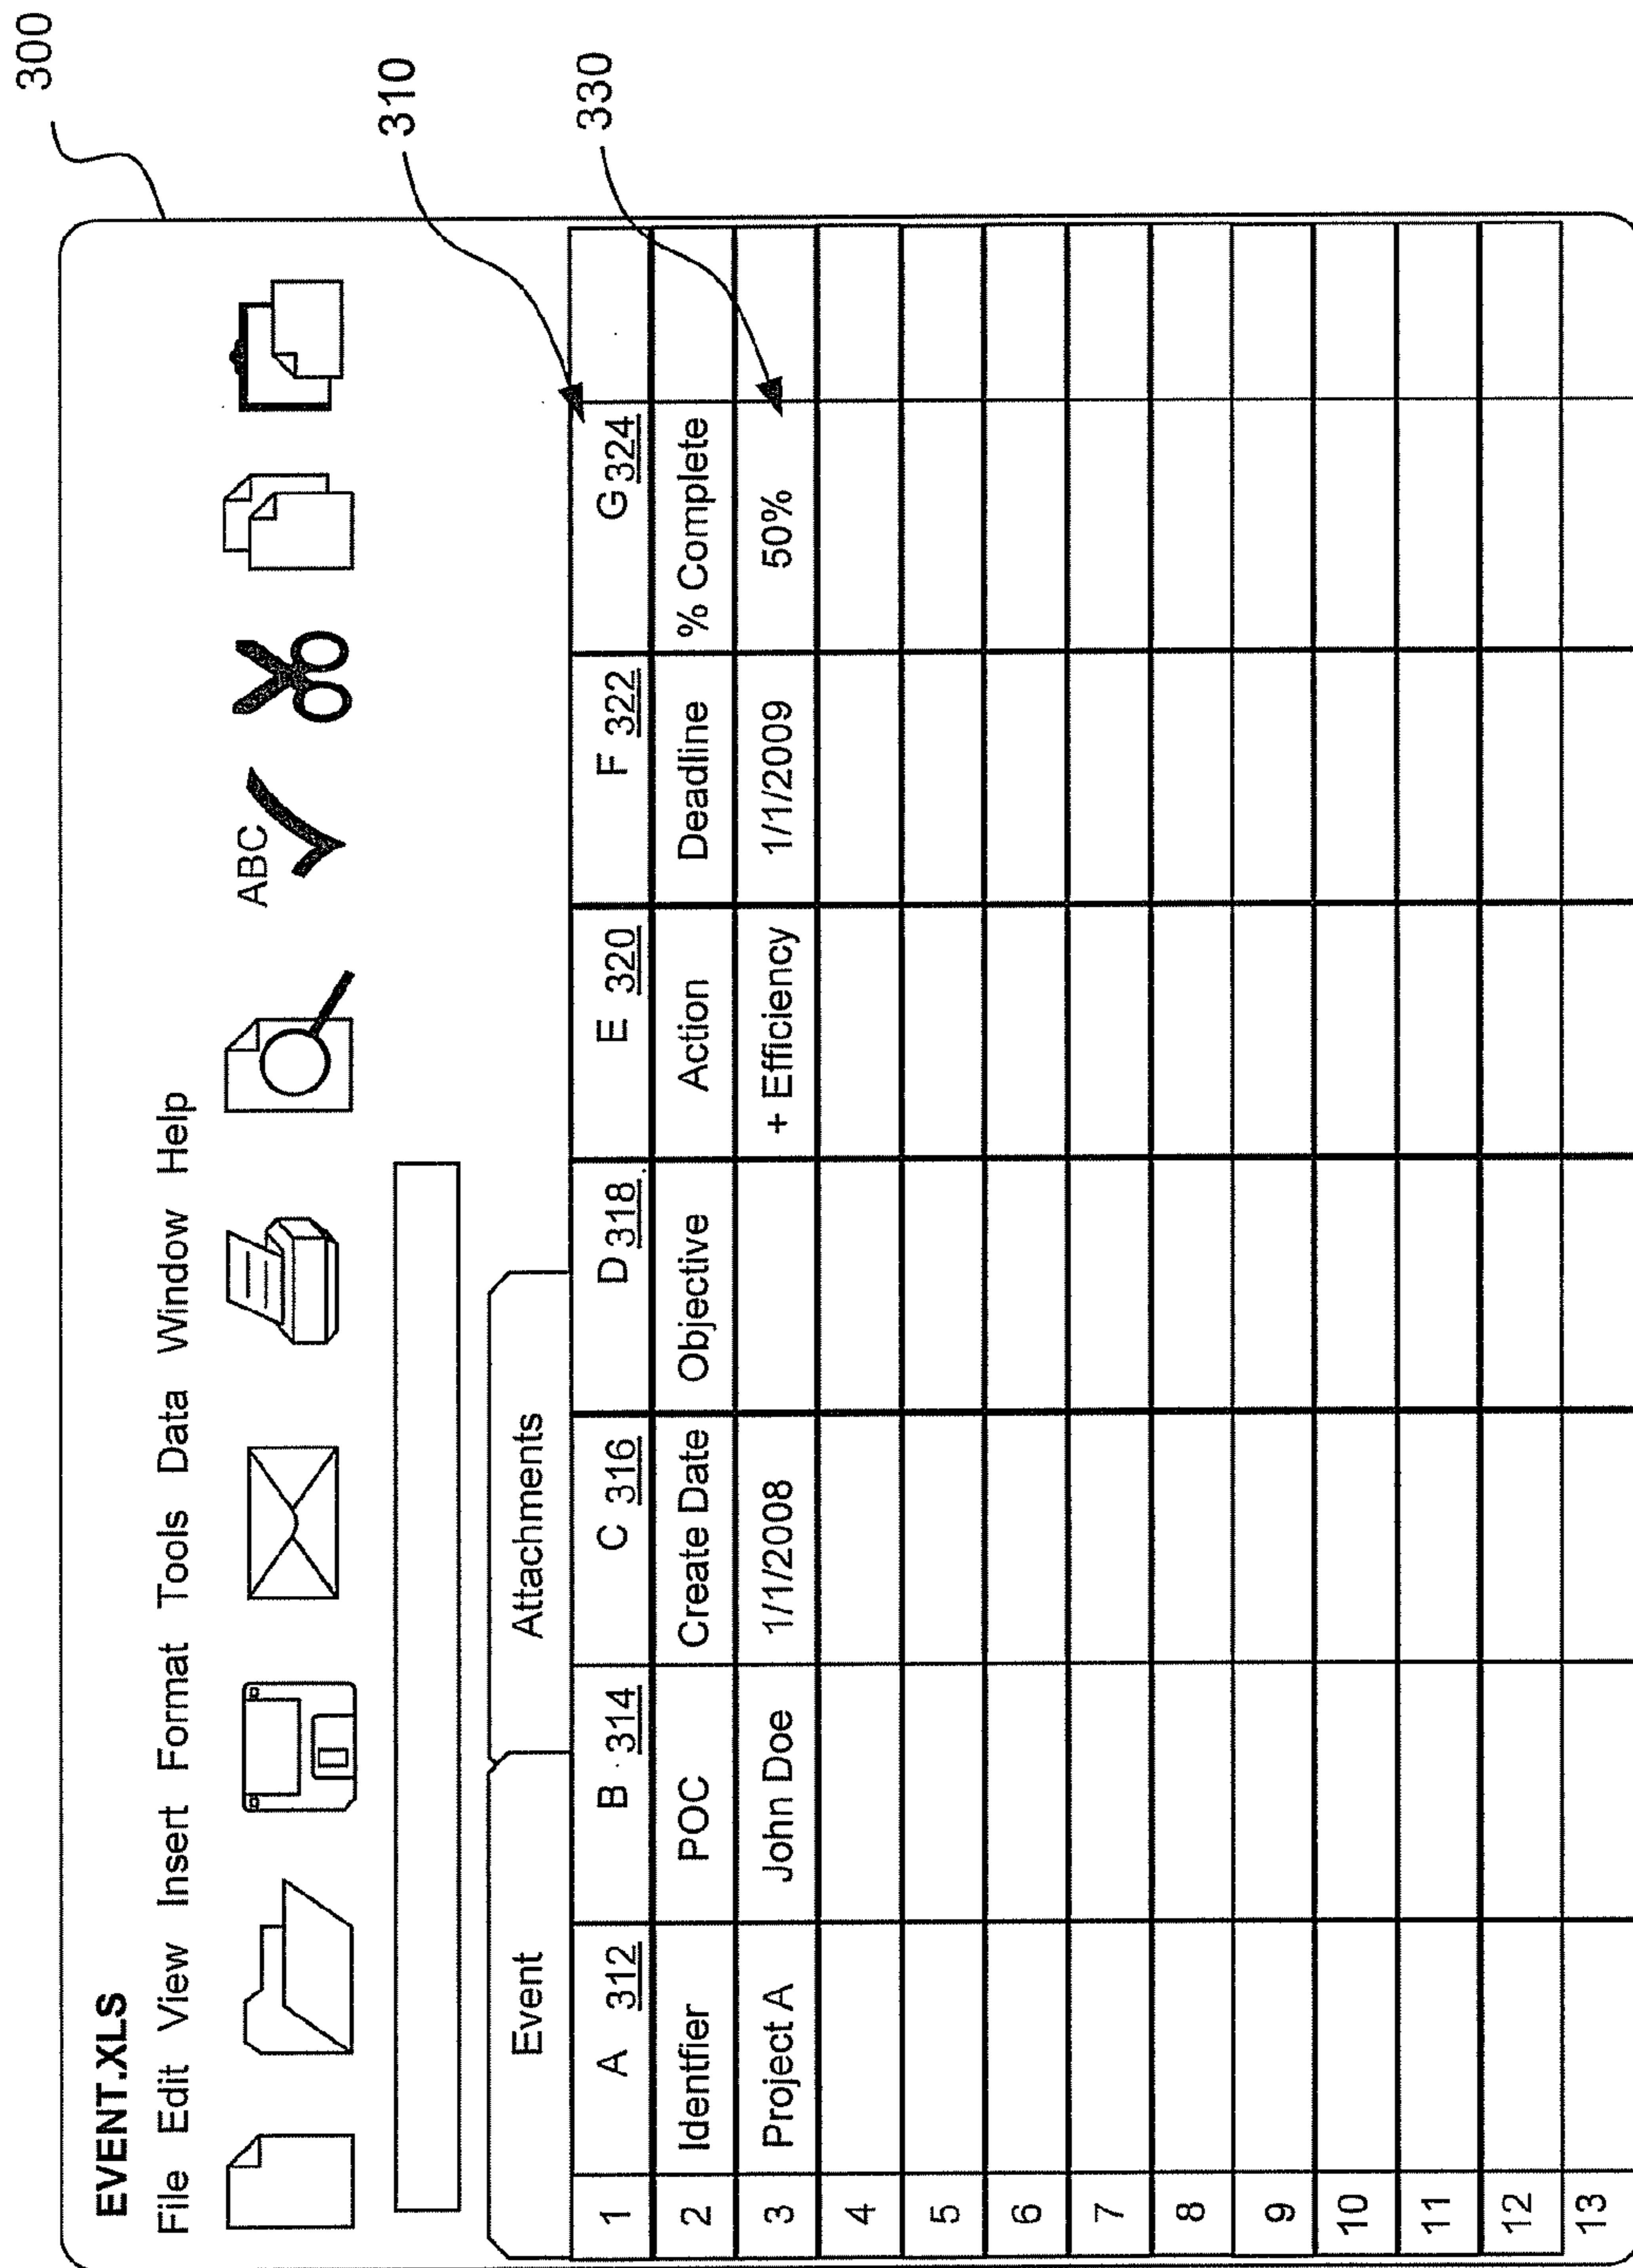 300
EVENT.XLS
File Edit View Insert Format Tools Data Window Help
ABC
310
330
Event Attachments
1 A 312 B 314 C 316 D 318 E 320 F 322 G 324
2 Identfier POC Create Date Objective Action Deadline % Complete
3 Project A John Doe 1/1/2008 + Efficiency 1/1/2009 50%
4
5
6
7
8
9
10
11
12
13